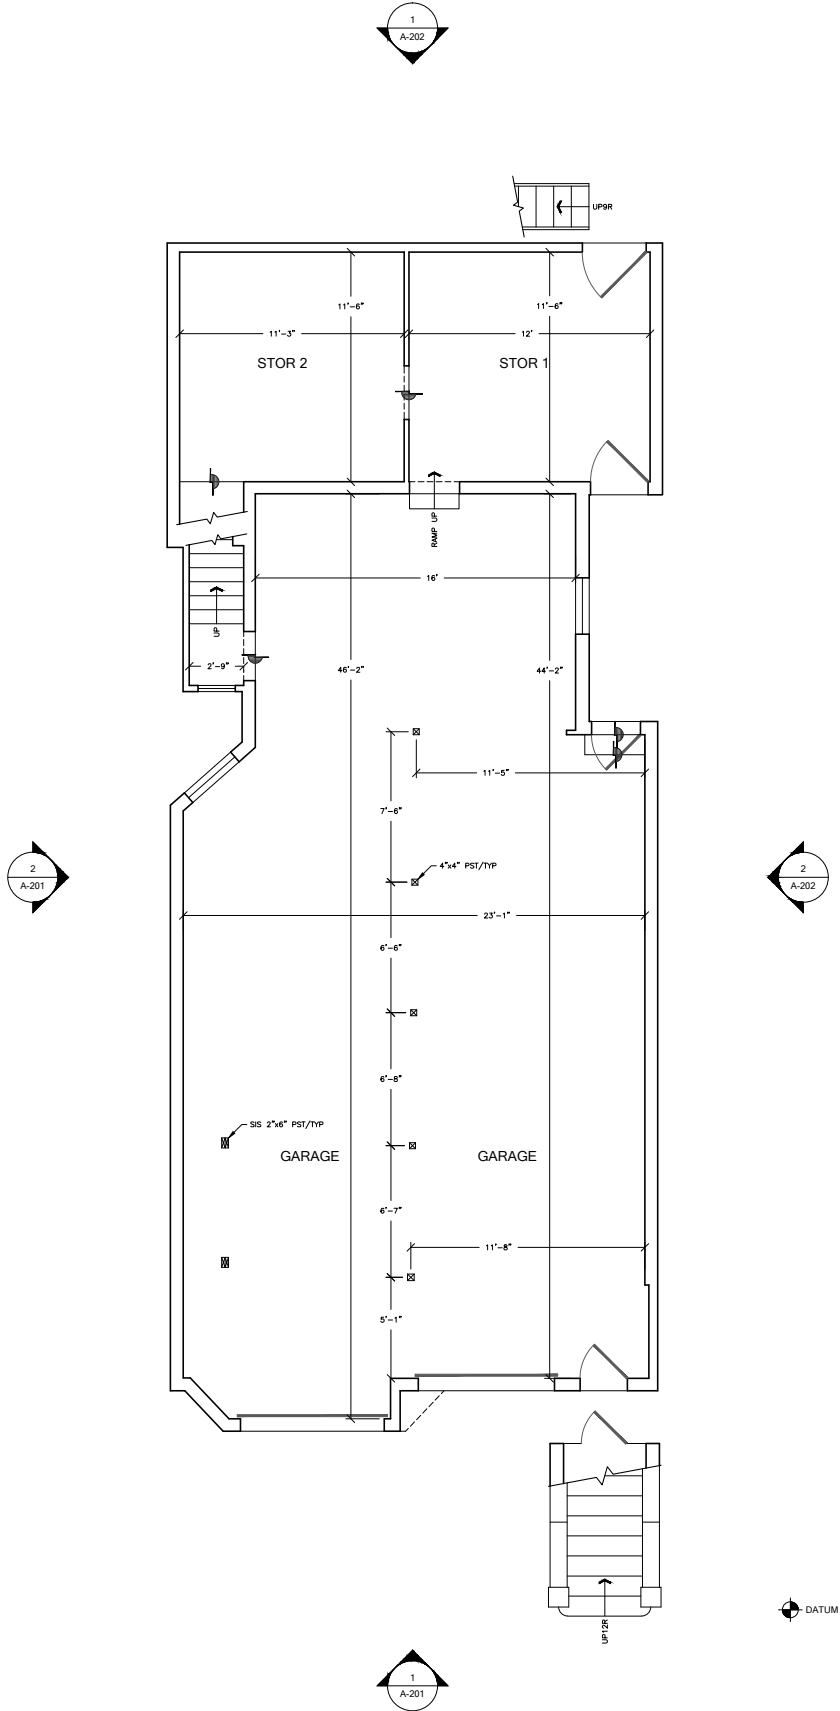 1
A-202
UP9R
11'-6"
11'-6"
11'-3"
12'
STOR 2
STOR 1
RAMP UP
16'
UP
2'-9"
46'-2"
44'-2"
11'-5"
7'-6"
4"x4" PST/TYP
2
A-201
2
A-202
23'-1"
6'-6"
6'-8"
SIS 2"x6" PST/TYP
GARAGE
GARAGE
6'-7"
11'-8"
5'-1"
UP12R
DATUM
1
A-201